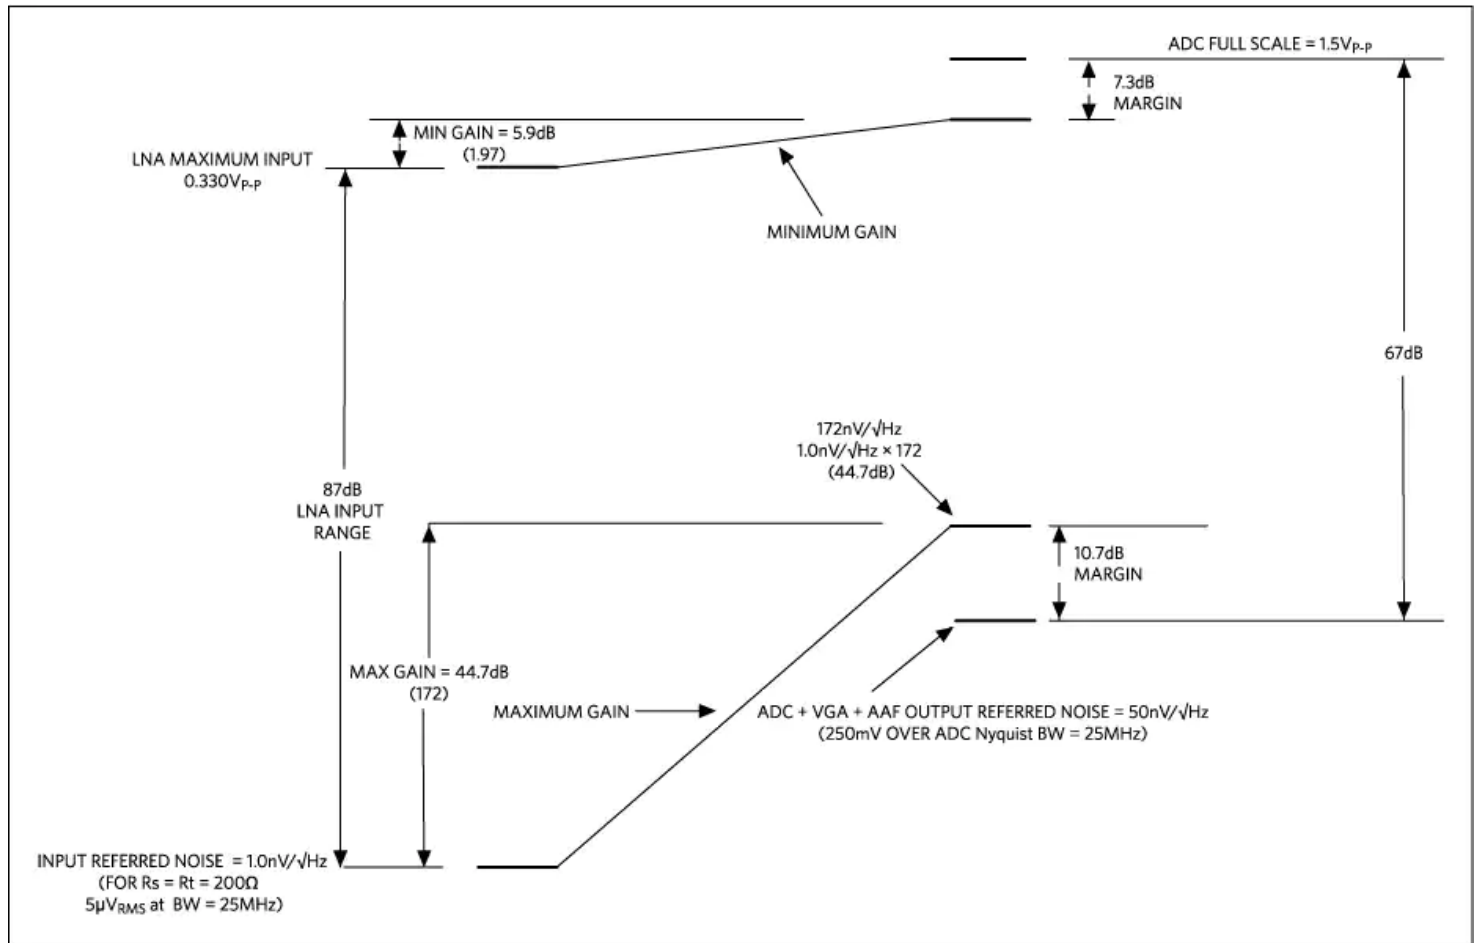 ADC FULL SCALE = 1.5VP-P
7.3dB
MARGIN
MIN GAIN = 5.9dB
(1.97)
LNA MAXIMUM INPUT
0.330VP-P
MINIMUM GAIN
67dB
172nV/√Hz
1.0nV/√Hz × 172
(44.7dB)
87dB
LNA INPUT
RANGE
10.7dB
MARGIN
MAX GAIN = 44.7dB
(172)
MAXIMUM GAIN
ADC + VGA + AAF OUTPUT REFERRED NOISE = 50nV/√Hz
(250mV OVER ADC Nyquist BW = 25MHz)
INPUT REFERRED NOISE = 1.0nV/√Hz
(FOR Rs = Rt = 200Ω
5μVRMS at BW = 25MHz)